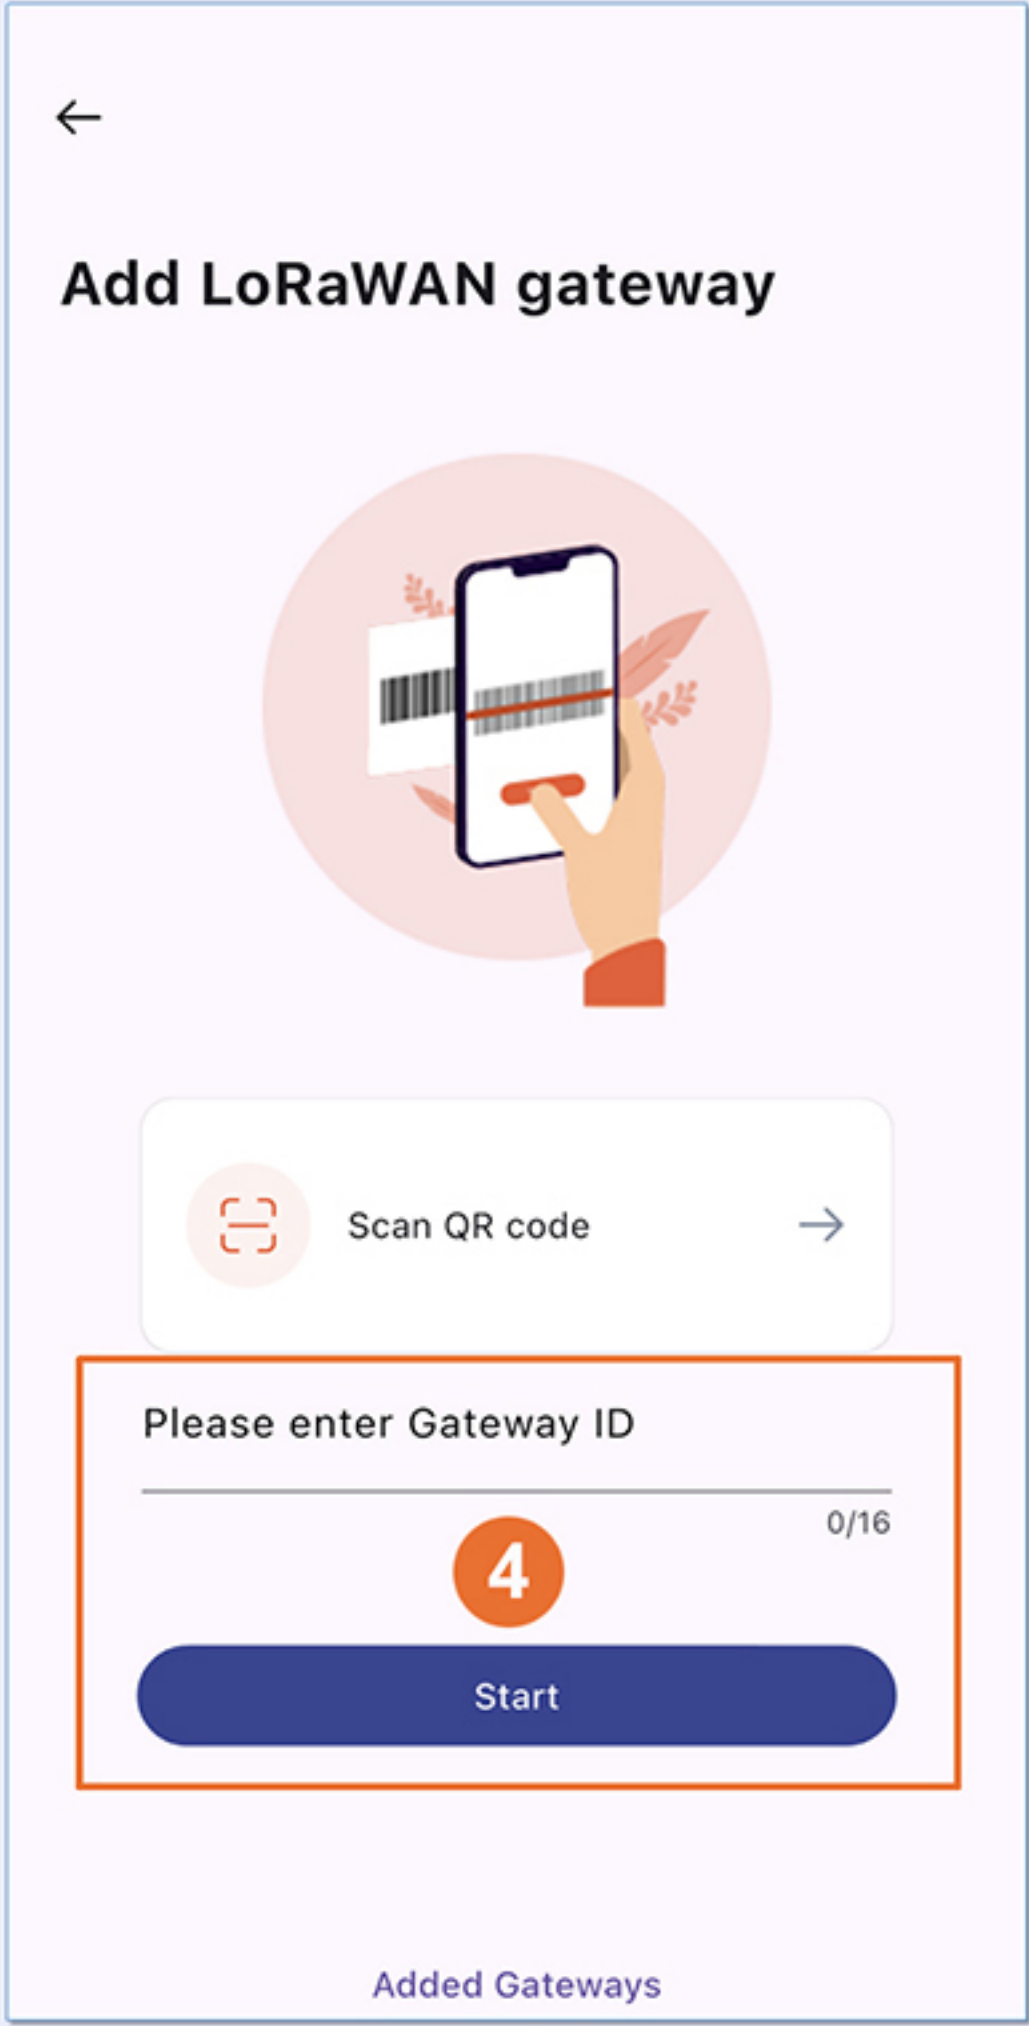 Add LoRaWAN gateway
Scan QR code
Please enter Gateway ID
0/16
4
Start
Added Gateways